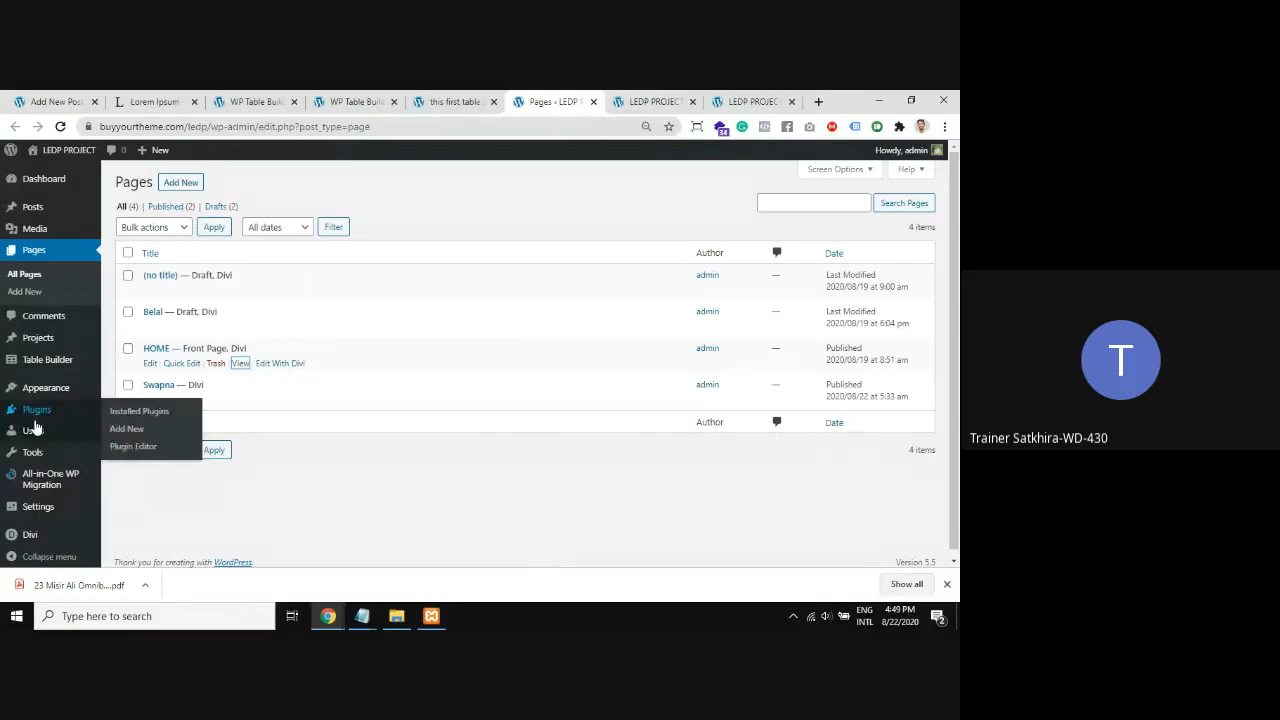 Add New Pos
Lorem Ipsum
WP Table Buil
WP Table Buil
this first table
Pages ‹ LEDP P
LEDP PROJECT
LEDP PROJECT
buyyourtheme.com/ledp/wp-admin/edit.php?post_type=page
34
LEDP PROJECT
0
New
Howdy, admin
Dashboard
Posts
Media
Pages
All Pages
Add New
Comments
Projects
Table Builder
Appearance
Plugins
Tools
All-in-One WP
Migration
Settings
Divi
Collapse menu
Installed Plugins
Add New
Plugin Editor
Pages
Add New
Screen Options
Help
All (4) | Published (2) | Drafts (2)
Search Pages
Bulk actions
Apply
All dates
Filter
4 items
Title
Author
Date
(no title) — Draft, Divi
admin
—
Last Modified
2020/08/19 at 9:00 am
Belal — Draft, Divi
admin
—
Last Modified
2020/08/19 at 6:04 pm
HOME — Front Page, Divi
Edit | Quick Edit | Trash | View | Edit With Divi
admin
—
Published
2020/08/19 at 8:51 am
Swapna — Divi
admin
—
Published
2020/08/22 at 5:33 am
Author
Date
Apply
4 items
Thank you for creating with WordPress.
Version 5.5
23 Misir Ali Omnib....pdf
Show all
Type here to search
ENG
INTL
4:49 PM
8/22/2020
2
T
Trainer Satkhira-WD-430